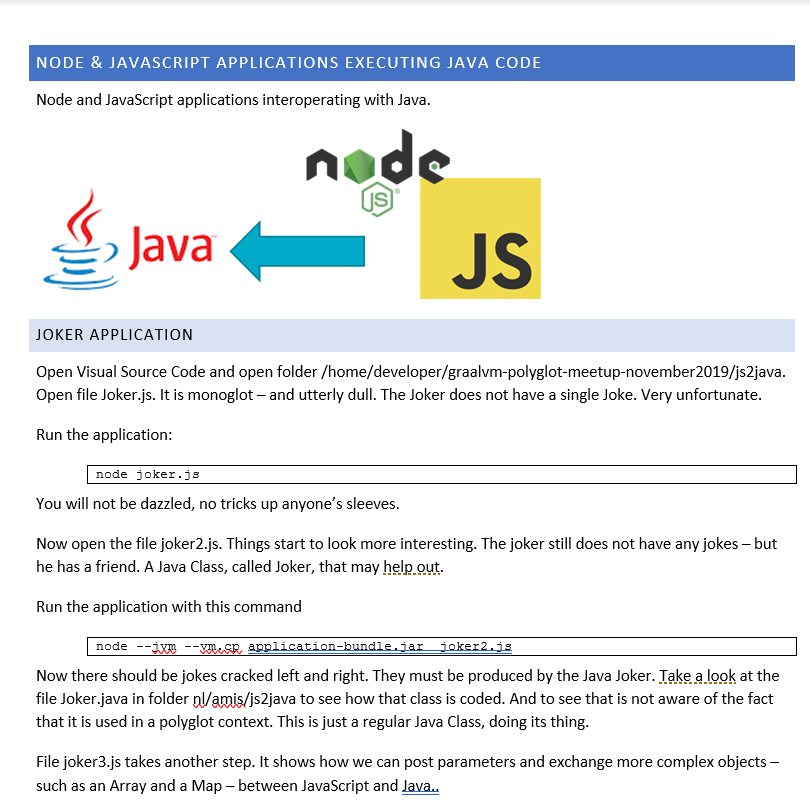 NODE & JAVASCRIPT APPLICATIONS EXECUTING JAVA CODE
Node and JavaScript applications interoperating with Java.
node
JS
Java
JS
JOKER APPLICATION
Open Visual Source Code and open folder /home/developer/graalvm-polyglot-meetup-november2019/js2java.
Open file Joker.js. It is monoglot – and utterly dull. The Joker does not have a single Joke. Very unfortunate.
Run the application:
node joker.js
You will not be dazzled, no tricks up anyone’s sleeves.
Now open the file joker2.js. Things start to look more interesting. The joker still does not have any jokes – but
he has a friend. A Java Class, called Joker, that may help out.
Run the application with this command
node --jvm --vm.cp application-bundle.jar  joker2.js
Now there should be jokes cracked left and right. They must be produced by the Java Joker. Take a look at the
file Joker.java in folder nl/amis/js2java to see how that class is coded. And to see that is not aware of the fact
that it is used in a polyglot context. This is just a regular Java Class, doing its thing.
File joker3.js takes another step. It shows how we can post parameters and exchange more complex objects –
such as an Array and a Map – between JavaScript and Java..